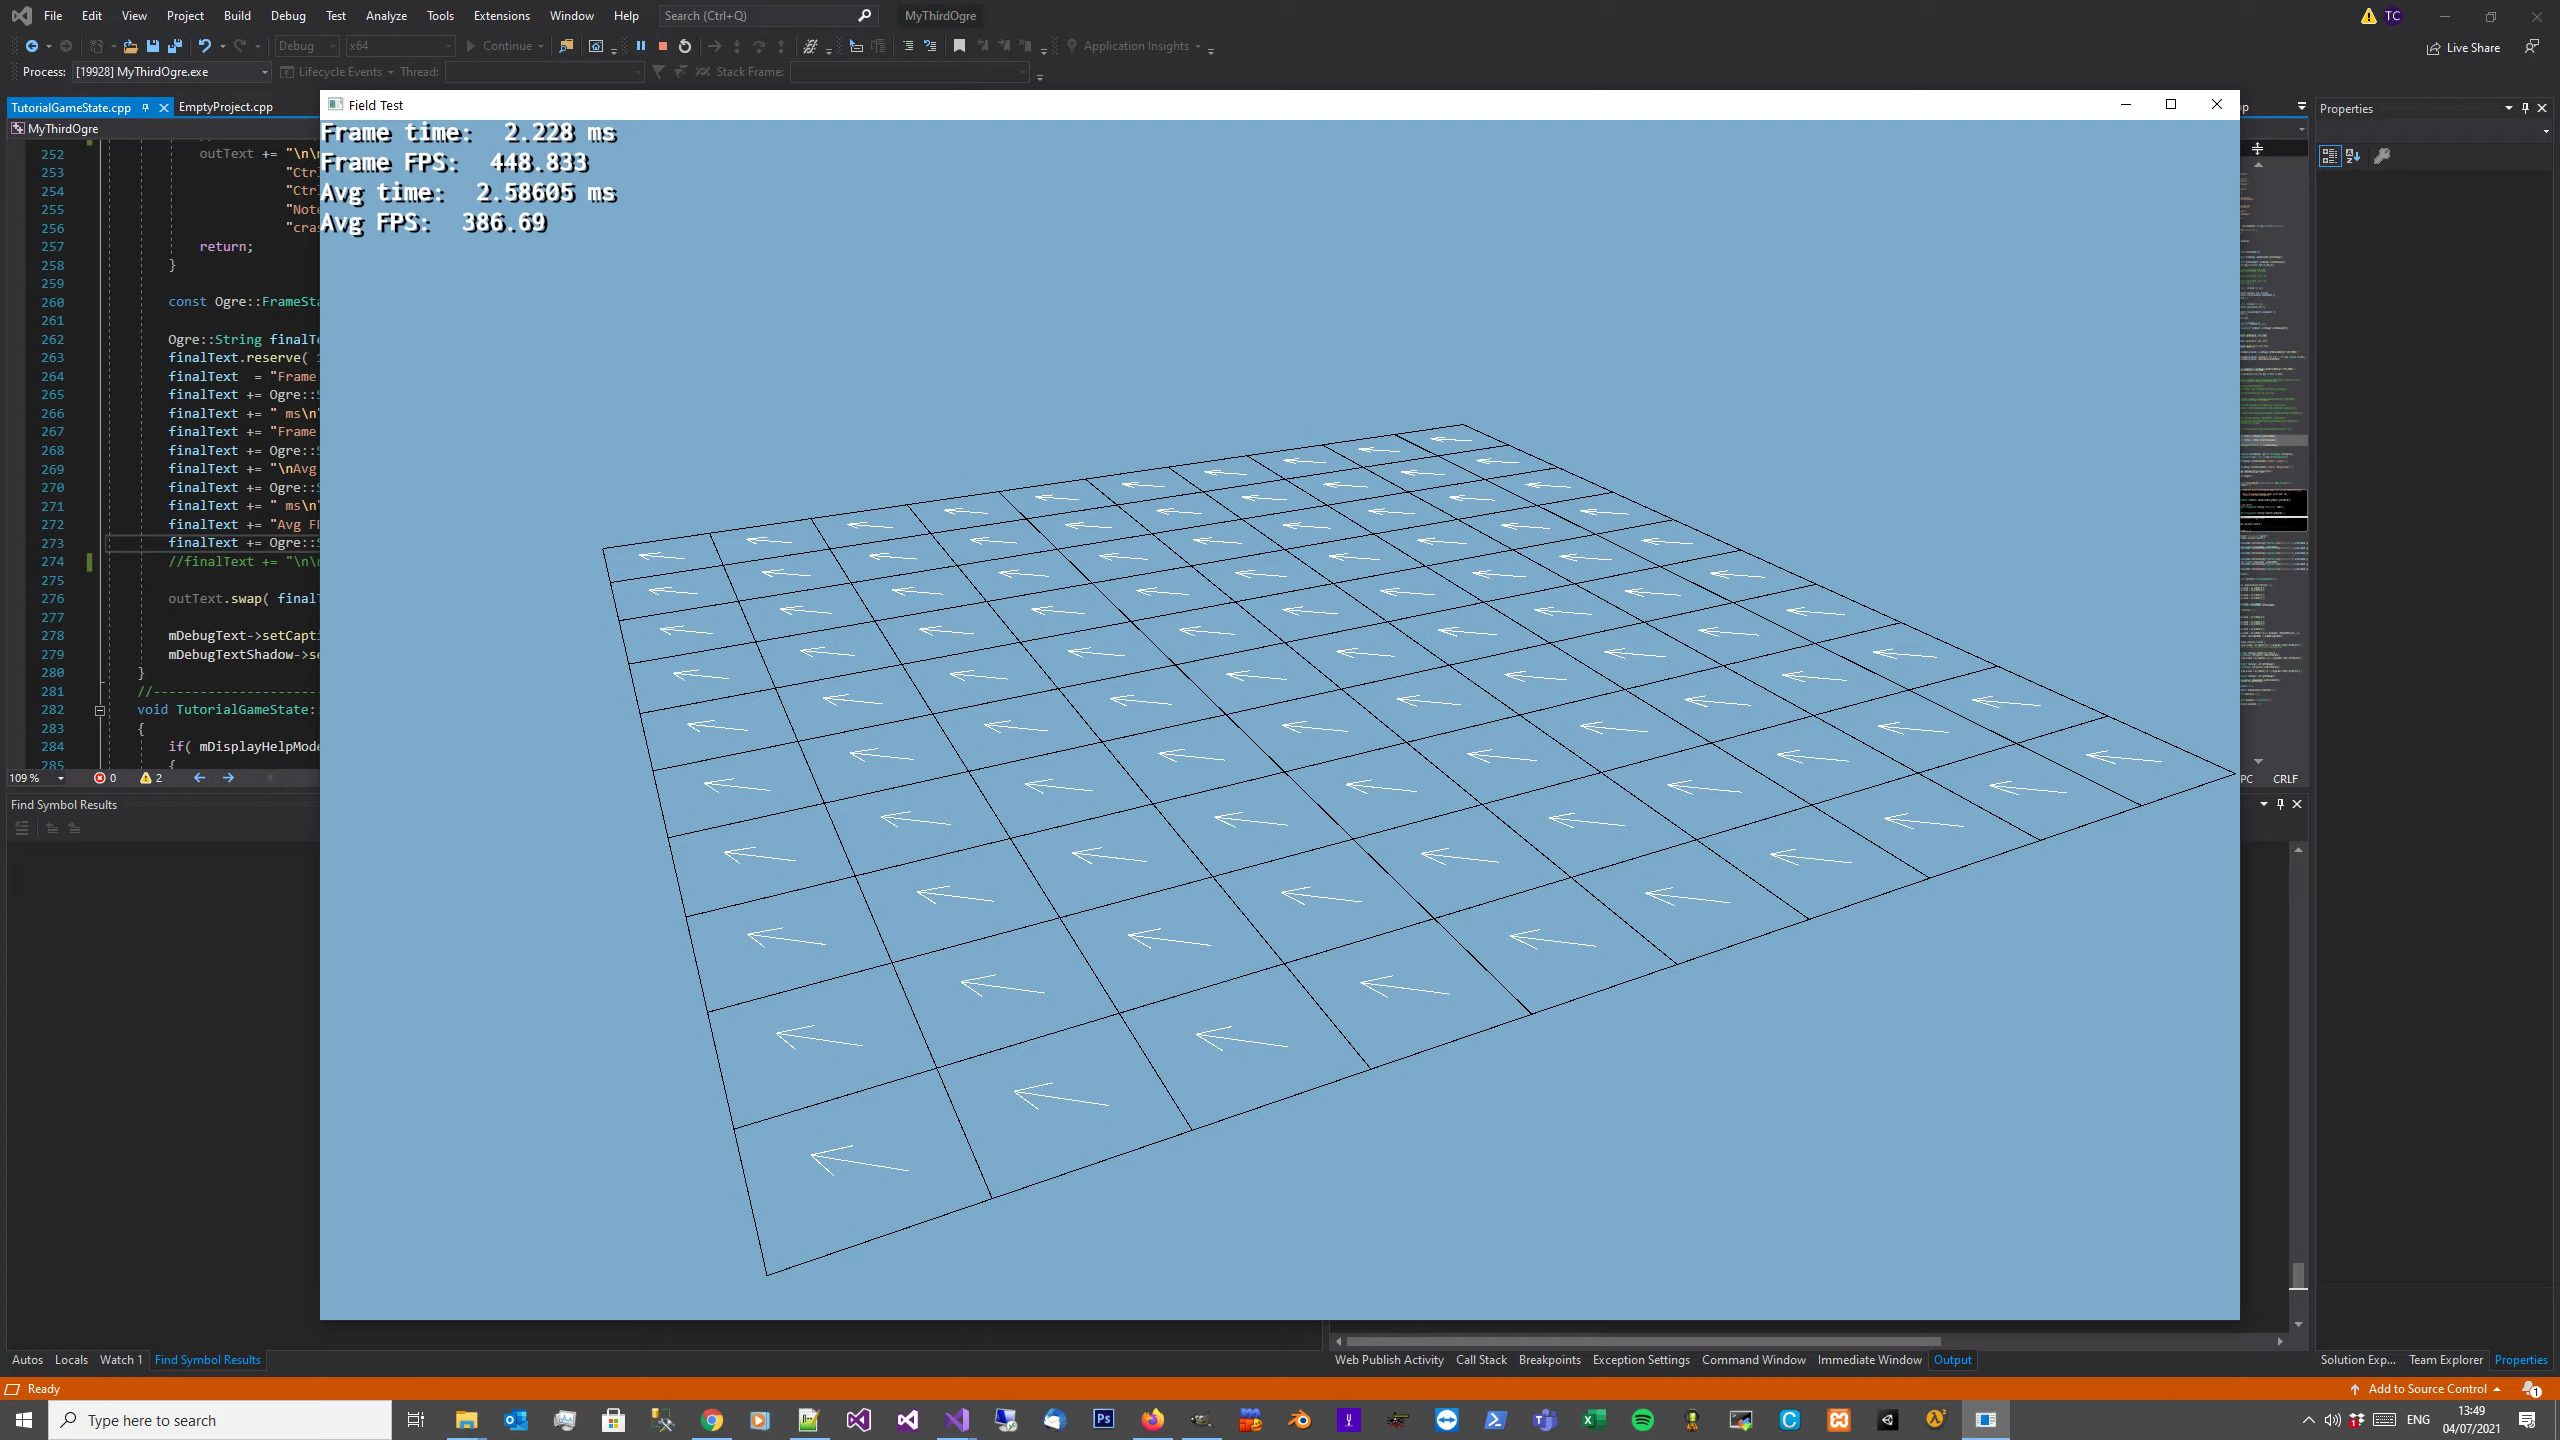 File Edit View Project Build Debug Test Analyze Tools Extensions Window Help Search (Ctrl+Q) MyThirdOgre TC
Debug x64 Continue Application Insights Live Share
Process: [19928] MyThirdOgre.exe Lifecycle Events Thread: Stack Frame:
TutorialGameState.cpp EmptyProject.cpp Field Test Properties
MyThirdOgre
Frame time: 2.228 ms
Frame FPS: 448.833
Avg time: 2.58605 ms
Avg FPS: 386.69
252 outText += "\n\n
253 "Ctr
254 "Ctr
255 "Note
256 "cras
257 return;
258 }
259
260 const Ogre::FrameSta
261
262 Ogre::String finalTe
263 finalText.reserve(
264 finalText = "Frame
265 finalText += Ogre::
266 finalText += " ms\n"
267 finalText += "Frame
268 finalText += Ogre::
269 finalText += "\nAvg
270 finalText += Ogre::
271 finalText += " ms\n"
272 finalText += "Avg F
273 finalText += Ogre::
274 //finalText += "\n\
275
276 outText.swap( finalT
277
278 mDebugText->setCapti
279 mDebugTextShadow->se
280 }
281 //-----------------------
282 void TutorialGameState::
283 {
284 if( mDisplayHelpMode
285 {
109 % 0 2 PC CRLF
Find Symbol Results
Autos Locals Watch 1 Find Symbol Results Web Publish Activity Call Stack Breakpoints Exception Settings Command Window Immediate Window Output Solution Exp... Team Explorer Properties
Ready Add to Source Control 1
Type here to search ENG 13:49
04/07/2021